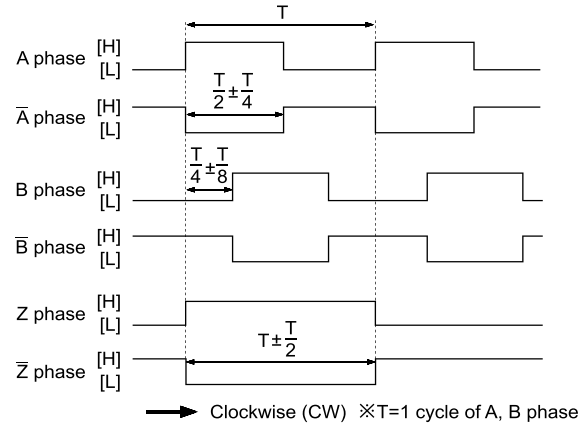 T
A phase [H]
[L]
T/2 ± T/4
A̅ phase [H]
[L]
T/4 ± T/8
B phase [H]
[L]
B̅ phase [H]
[L]
Z phase [H]
[L]
T ± T/2
Z̅ phase [H]
[L]
Clockwise (CW) ※T=1 cycle of A, B phase